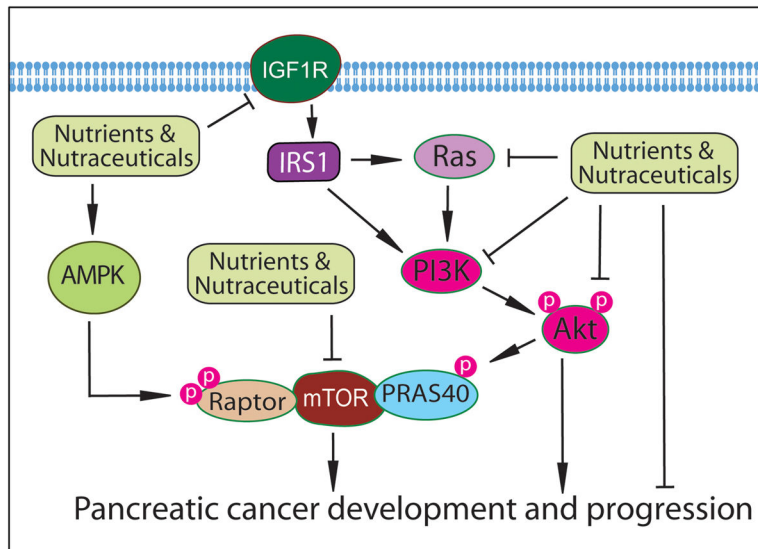 IGF1R
Nutrients &
Nutraceuticals
IRS1
Ras
Nutrients &
Nutraceuticals
AMPK
Nutrients &
Nutraceuticals
PI3K
p
p
Akt
p
p
p
Raptor
mTOR
PRAS40
Pancreatic cancer development and progression